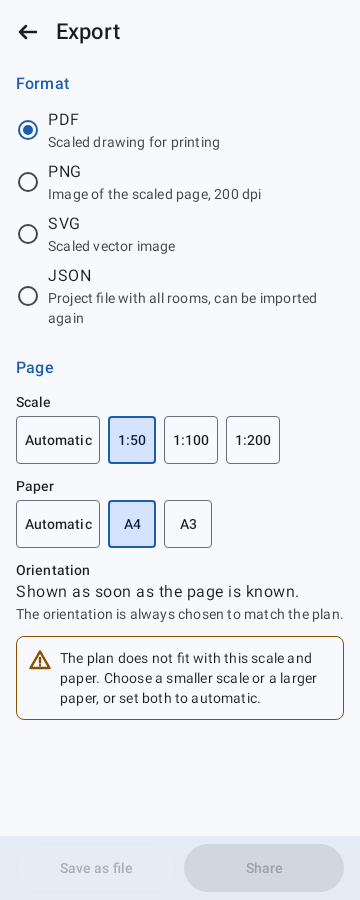 Export
Format
PDF
Scaled drawing for printing
PNG
Image of the scaled page, 200 dpi
SVG
Scaled vector image
JSON
Project file with all rooms, can be imported
again
Page
Scale
Automatic 1:50 1:100 1:200
Paper
Automatic A4 A3
Orientation
Shown as soon as the page is known.
The orientation is always chosen to match the plan.
The plan does not fit with this scale and
paper. Choose a smaller scale or a larger
paper, or set both to automatic.
Save as file Share